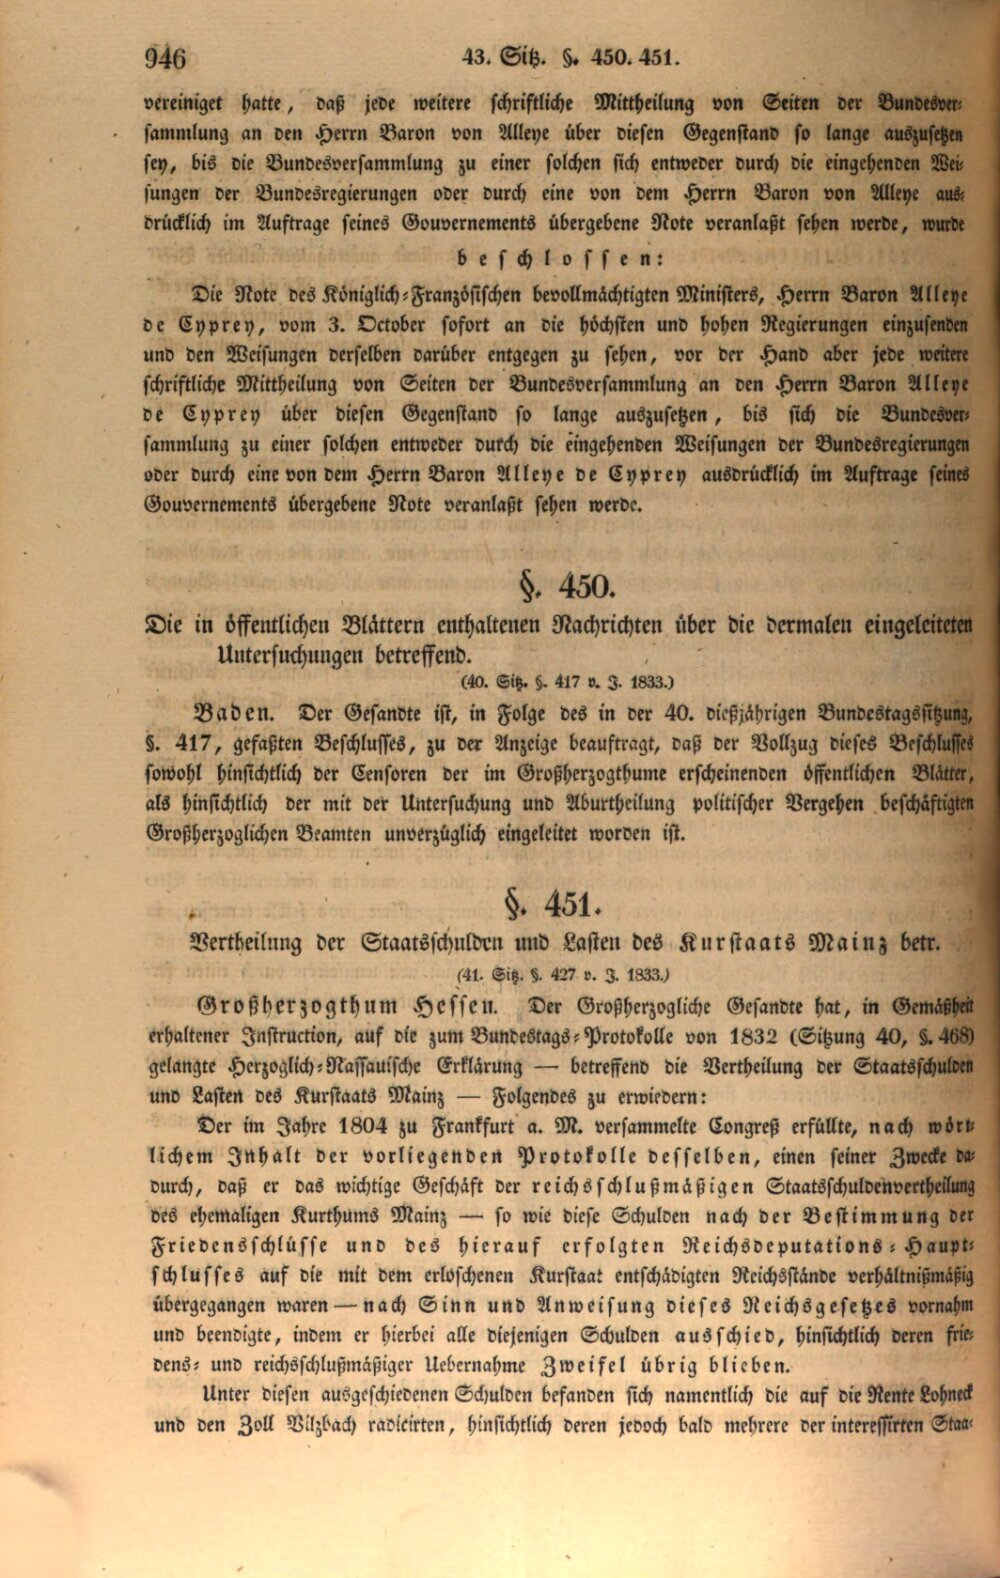 946
43. Sitz. §. 450. 451.
vereiniget hatte, daß jede weitere schriftliche Mittheilung von Seiten der Bundesver-
sammlung an den Herrn Baron von Alleye über diesen Gegenstand so lange auszusetzen
sey, bis die Bundesversammlung zu einer solchen sich entweder durch die eingehenden Wei-
sungen der Bundesregierungen oder durch eine von dem Herrn Baron von Alleye aus-
drücklich im Auftrage seines Gouvernements übergebene Note veranlaßt sehen werde, wurde
beschlossen:
Die Note des Königlich-Französischen bevollmächtigten Ministers, Herrn Baron Alleye
de Cyprey, vom 3. October sofort an die höchsten und hohen Regierungen einzusenden
und den Weisungen derselben darüber entgegen zu sehen, vor der Hand aber jede weitere
schriftliche Mittheilung von Seiten der Bundesversammlung an den Herrn Baron Alleye
de Cyprey über diesen Gegenstand so lange auszusetzen, bis sich die Bundesver-
sammlung zu einer solchen entweder durch die eingehenden Weisungen der Bundesregierungen
oder durch eine von dem Herrn Baron Alleye de Cyprey ausdrücklich im Auftrage seines
Gouvernements übergebene Note veranlaßt sehen werde.
§. 450.
Die in öffentlichen Blättern enthaltenen Nachrichten über die dermalen eingeleiteten
Untersuchungen betreffend.
(40. Sitz. §. 417 v. J. 1833.)
Baden. Der Gesandte ist, in Folge des in der 40. dießjährigen Bundestagssitzung,
§. 417, gefaßten Beschlusses, zu der Anzeige beauftragt, daß der Vollzug dieses Beschlusses
sowohl hinsichtlich der Censoren der im Großherzogthume erscheinenden öffentlichen Blätter,
als hinsichtlich der mit der Untersuchung und Aburtheilung politischer Vergehen beschäftigten
Großherzoglichen Beamten unverzüglich eingeleitet worden ist.
§. 451.
Vertheilung der Staatsschulden und Lasten des Kurstaats Mainz betr.
(41. Sitz. §. 427 v. J. 1833.)
Großherzogthum Hessen. Der Großherzogliche Gesandte hat, in Gemäßheit
erhaltener Instruction, auf die zum Bundestags-Protokolle von 1832 (Sitzung 40, §. 468)
gelangte Herzoglich-Nassauische Erklärung — betreffend die Vertheilung der Staatsschulden
und Lasten des Kurstaats Mainz — Folgendes zu erwiedern:
Der im Jahre 1804 zu Frankfurt a. M. versammelte Congreß erfüllte, nach wört-
lichem Inhalt der vorliegenden Protokolle desselben, einen seiner Zwecke da-
durch, daß er das wichtige Geschäft der reichsschlußmäßigen Staatsschuldenvertheilung
des ehemaligen Kurthums Mainz — so wie diese Schulden nach der Bestimmung der
Friedensschlüsse und des hierauf erfolgten Reichsdeputations-Haupt-
schlusses auf die mit dem erloschenen Kurstaat entschädigten Reichsstände verhältnißmäßig
übergegangen waren — nach Sinn und Anweisung dieses Reichsgesetzes vornahm
und beendigte, indem er hierbei alle diejenigen Schulden ausschied, hinsichtlich deren frie-
dens- und reichsschlußmäßiger Uebernahme Zweifel übrig blieben.
Unter diesen ausgeschiedenen Schulden befanden sich namentlich die auf die Rente Lohneck
und den Zoll Vilzbach radicirten, hinsichtlich deren jedoch bald mehrere der interessirten Staa-